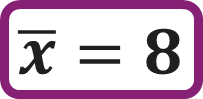 x̅ = 8